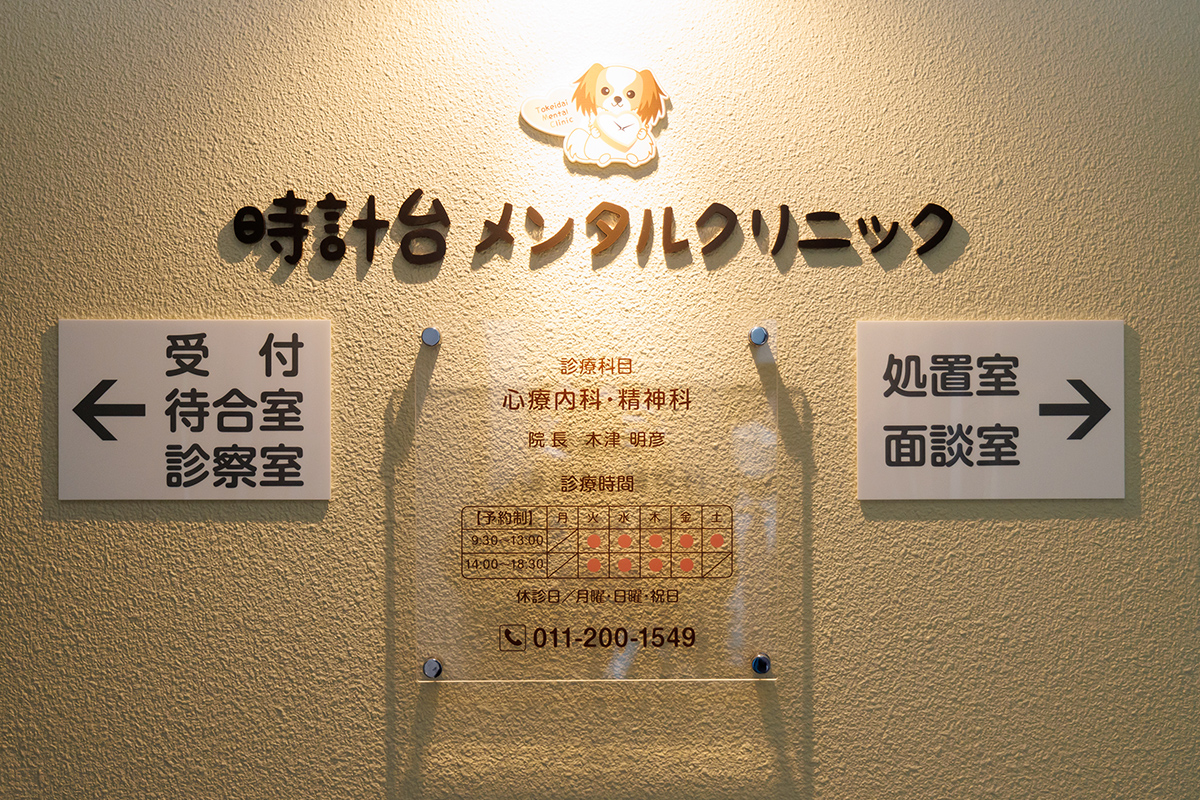 Tokeidai
Mental
Clinic
時計台 メンタルクリニック
受 付
待合室
診察室
診療科目
心療内科・精神科
院長 木津 明彦
診療時間
【予約制】 月 火 水 木 金 土
9:30―13:00 ／ ● ● ● ● ●
14:00―18:30 ／ ● ● ● ● ／
休診日／月曜・日曜・祝日
011-200-1549
処置室
面談室